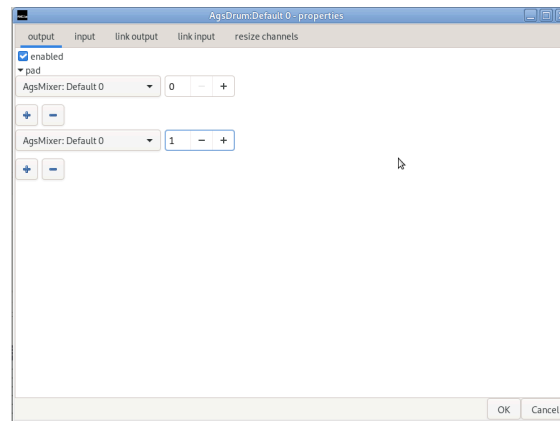 AgsDrum:Default 0 - properties
output input link output link input resize channels
enabled
pad
AgsMixer: Default 0 0 − +
+ −
AgsMixer: Default 0 1 − +
+ −
OK Cancel